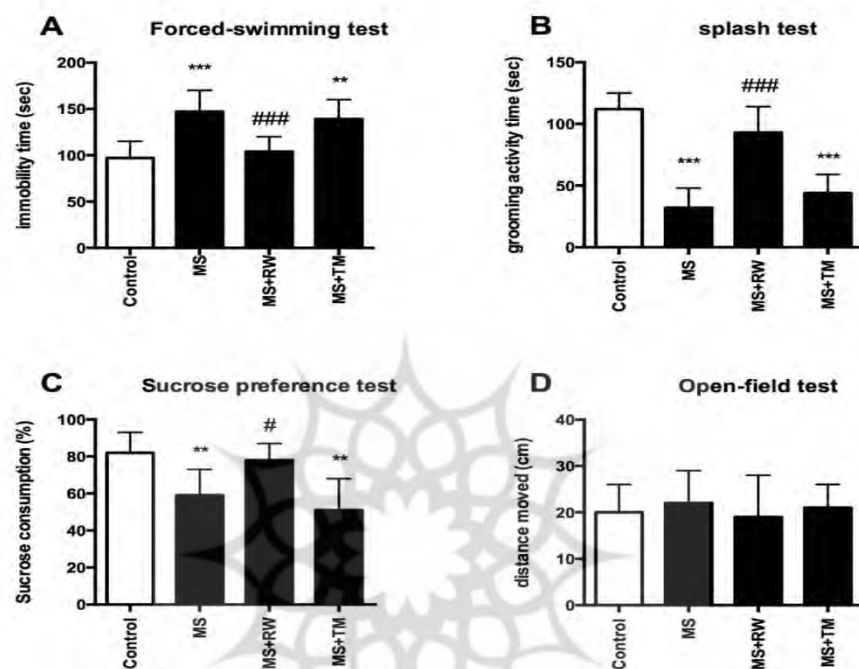 A Forced-swimming test
immobility time (sec)
200
150
100
50
0
***
###
**
Control
MS
MS+RW
MS+TM
B splash test
grooming activity time (sec)
150
100
50
0
***
###
***
Control
MS
MS+RW
MS+TM
C Sucrose preference test
Sucrose consumption (%)
100
80
60
40
20
0
**
#
**
Control
MS
MS+RW
MS+TM
D Open-field test
distance moved (cm)
40
30
20
10
0
Control
MS
MS+RW
MS+TM